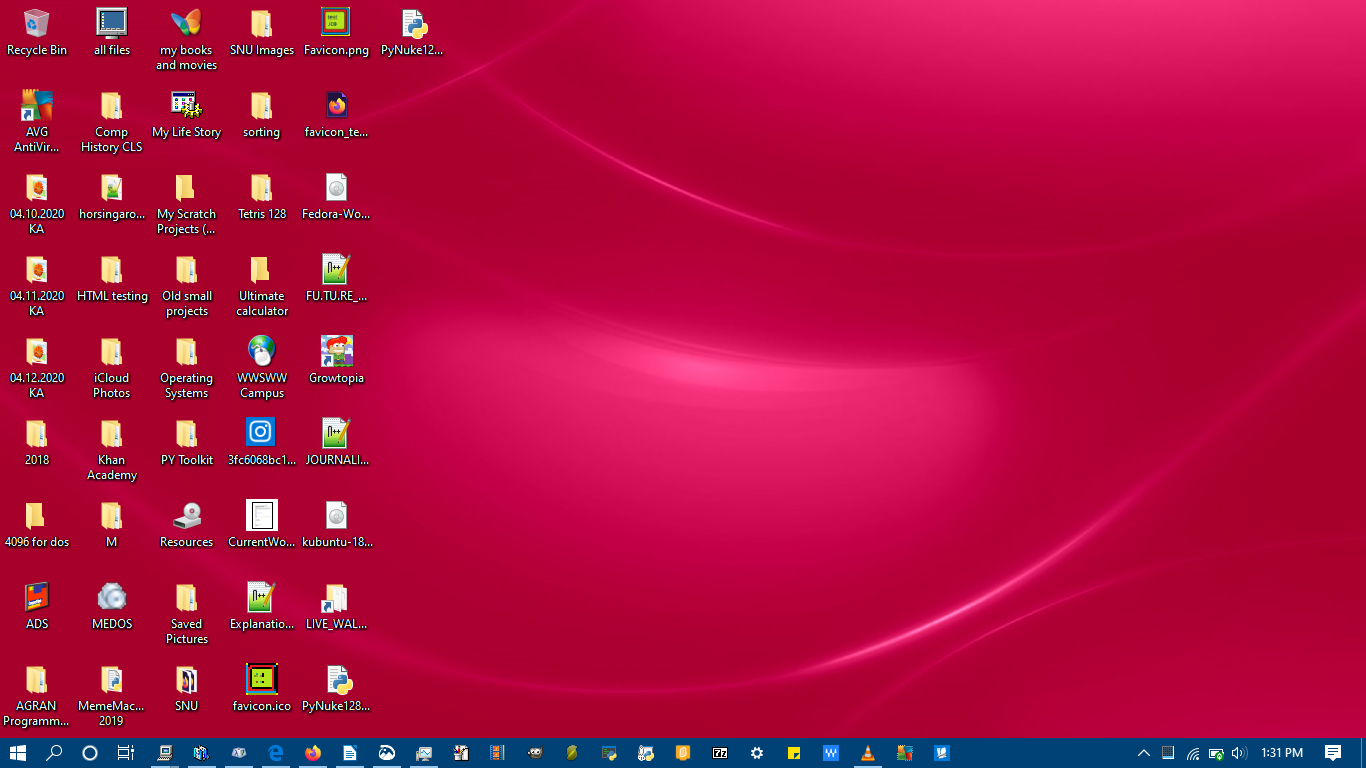 Recycle Bin
all files
my books
and movies
SNU Images
Favicon.png
PyNuke12...
AVG
AntiVir...
Comp
History CLS
My Life Story
sorting
favicon_te...
04.10.2020
KA
horsingaro...
My Scratch
Projects (...
Tetris 128
Fedora-Wo...
04.11.2020
KA
HTML testing
Old small
projects
Ultimate
calculator
FU.TU.RE_...
04.12.2020
KA
iCloud
Photos
Operating
Systems
WWSWW
Campus
Growtopia
2018
Khan
Academy
PY Toolkit
3fc6068bc1...
JOURNALI...
4096 for dos
M
Resources
CurrentWo...
kubuntu-18...
ADS
MEDOS
Saved
Pictures
Explanatio...
LIVE_WAL...
AGRAN
Programm...
MemeMac...
2019
SNU
favicon.ico
PyNuke128...
1:31 PM